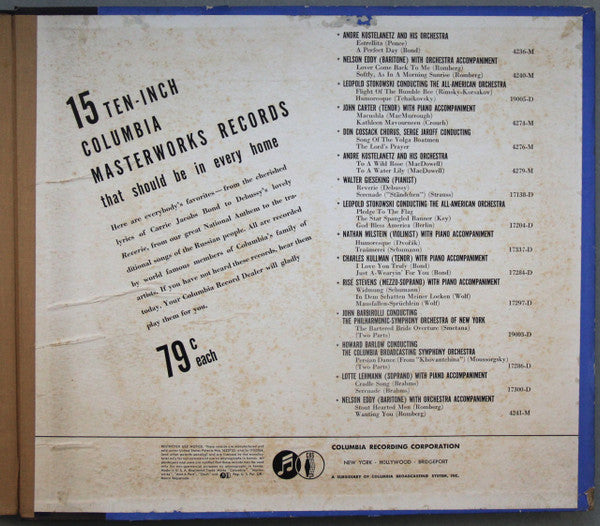 15 TEN-INCH
COLUMBIA
MASTERWORKS RECORDS
that should be in every home
Here are everybody's favorites—from the cherished
lyrics of Carrie Jacobs Bond to Debussy's lovely
Reverie, from our great National Anthem to the tra-
ditional songs of the Russian people. All are recorded
by world famous members of Columbia's family of
artists. If you have not heard these records, hear them
today. Your Columbia Record Dealer will gladly
play them for you.
79c each
• ANDRE KOSTELANETZ AND HIS ORCHESTRA
Estrellita (Ponce)
A Perfect Day (Bond) 4236-M
• NELSON EDDY (BARITONE) WITH ORCHESTRA ACCOMPANIMENT
Lover Come Back To Me (Romberg)
Softly, As In A Morning Sunrise (Romberg) 4240-M
• LEOPOLD STOKOWSKI CONDUCTING THE ALL-AMERICAN ORCHESTRA
Flight Of The Bumble Bee (Rimsky-Korsakov)
Humoresque (Tchaikovsky) 19005-D
• JOHN CARTER (TENOR) WITH PIANO ACCOMPANIMENT
Macushla (MacMurrough)
Kathleen Mavourneen (Crouch) 4274-M
• DON COSSACK CHORUS, SERGE JAROFF CONDUCTING
Song Of The Volga Boatmen
The Lord's Prayer 4276-M
• ANDRE KOSTELANETZ AND HIS ORCHESTRA
To A Wild Rose (MacDowell)
To A Water Lily (MacDowell) 4279-M
• WALTER GIESEKING (PIANIST)
Reverie (Debussy)
Serenade ("Ständchen") (Strauss) 17138-D
• LEOPOLD STOKOWSKI CONDUCTING THE ALL-AMERICAN ORCHESTRA
Pledge To The Flag
The Star Spangled Banner (Key)
God Bless America (Berlin) 17204-D
• NATHAN MILSTEIN (VIOLINIST) WITH PIANO ACCOMPANIMENT
Humoresque (Dvořák)
Traümerei (Schumann) 17337-D
• CHARLES KULLMAN (TENOR) WITH PIANO ACCOMPANIMENT
I Love You Truly (Bond)
Just A-Wearyin' For You (Bond) 17284-D
• RISË STEVENS (MEZZO-SOPRANO) WITH PIANO ACCOMPANIMENT
Widmung (Schumann)
In Dem Schatten Meiner Locken (Wolf)
Mausfallen-Sprüchlein (Wolf) 17297-D
• JOHN BARBIROLLI CONDUCTING
THE PHILHARMONIC-SYMPHONY ORCHESTRA OF NEW YORK
The Bartered Bride Overture (Smetana)
(Two Parts) 19003-D
• HOWARD BARLOW CONDUCTING
THE COLUMBIA BROADCASTING SYMPHONY ORCHESTRA
Persian Dance (From "Khovantchina") (Moussorgsky)
(Two Parts) 17286-D
• LOTTE LEHMANN (SOPRANO) WITH PIANO ACCOMPANIMENT
Cradle Song (Brahms)
Serenade (Brahms) 17300-D
• NELSON EDDY (BARITONE) WITH ORCHESTRA ACCOMPANIMENT
Stout Hearted Men (Romberg)
Wanting You (Romberg) 4241-M
COLUMBIA RECORDING CORPORATION
NEW YORK - HOLLYWOOD - BRIDGEPORT
A SUBSIDIARY OF COLUMBIA BROADCASTING SYSTEM, INC.